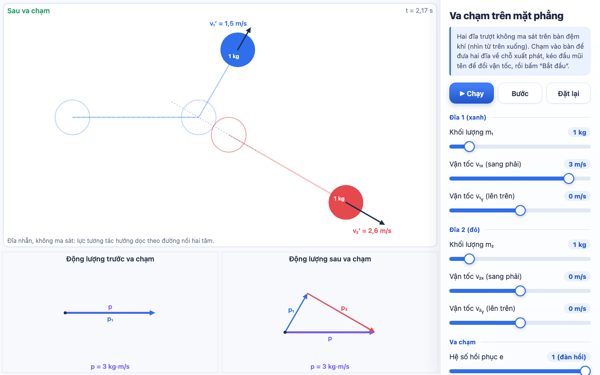 Sau va chạm
t = 2,17 s
v₁' = 1,5 m/s
1 kg
1 kg
v₂' = 2,6 m/s
Đĩa nhẵn, không ma sát: lực tương tác hướng dọc theo đường nối hai tâm.
Động lượng trước va chạm
p
p₁
p = 3 kg·m/s
Động lượng sau va chạm
p₁
p₂
p
p = 3 kg·m/s
Va chạm trên mặt phẳng
Hai đĩa trượt không ma sát trên bàn đệm
khí (nhìn từ trên xuống). Chạm vào bàn để
đưa hai đĩa về chỗ xuất phát, kéo đầu mũi
tên để đổi vận tốc, rồi bấm "Bắt đầu".
▶ Chạy
Bước
Đặt lại
Đĩa 1 (xanh)
Khối lượng m₁
1 kg
Vận tốc v₁ₓ (sang phải)
3 m/s
Vận tốc v₁ᵧ (lên trên)
0 m/s
Đĩa 2 (đỏ)
Khối lượng m₂
1 kg
Vận tốc v₂ₓ (sang phải)
0 m/s
Vận tốc v₂ᵧ (lên trên)
0 m/s
Va chạm
Hệ số hồi phục e
1 (đàn hồi)